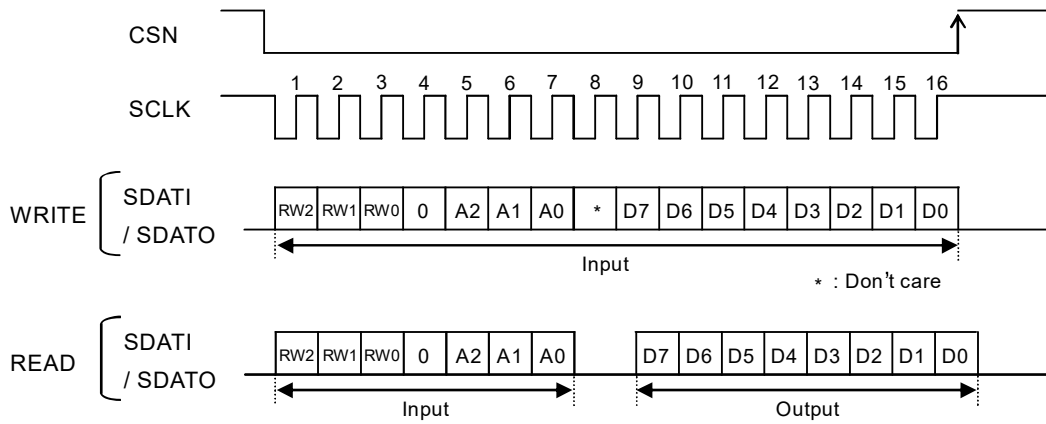 CSN
1 2 3 4 5 6 7 8 9 10 11 12 13 14 15 16
SCLK
WRITE
SDATI
/ SDATO
RW2 RW1 RW0 0 A2 A1 A0 * D7 D6 D5 D4 D3 D2 D1 D0
Input
* : Don't care
READ
SDATI
/ SDATO
RW2 RW1 RW0 0 A2 A1 A0 D7 D6 D5 D4 D3 D2 D1 D0
Input Output